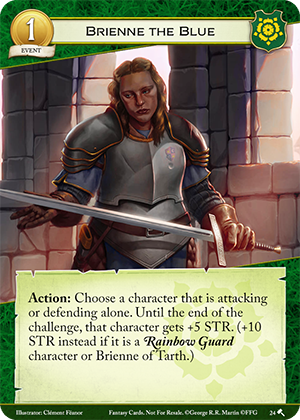 1
EVENT
BRIENNE THE BLUE
Action: Choose a character that is attacking
or defending alone. Until the end of the
challenge, that character gets +5 STR. (+10
STR instead if it is a Rainbow Guard
character or Brienne of Tarth.)
Illustrator: Clément Féanor
Fantasy Cards. Not For Resale. ©George R.R. Martin ©FFG
24